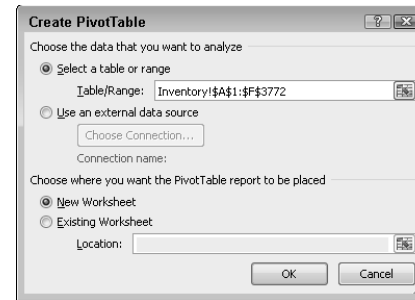 Create PivotTable
Choose the data that you want to analyze
Select a table or range
Table/Range: Inventory!$A$1:$F$3772
Use an external data source
Choose Connection...
Connection name:
Choose where you want the PivotTable report to be placed
New Worksheet
Existing Worksheet
Location:
OK Cancel